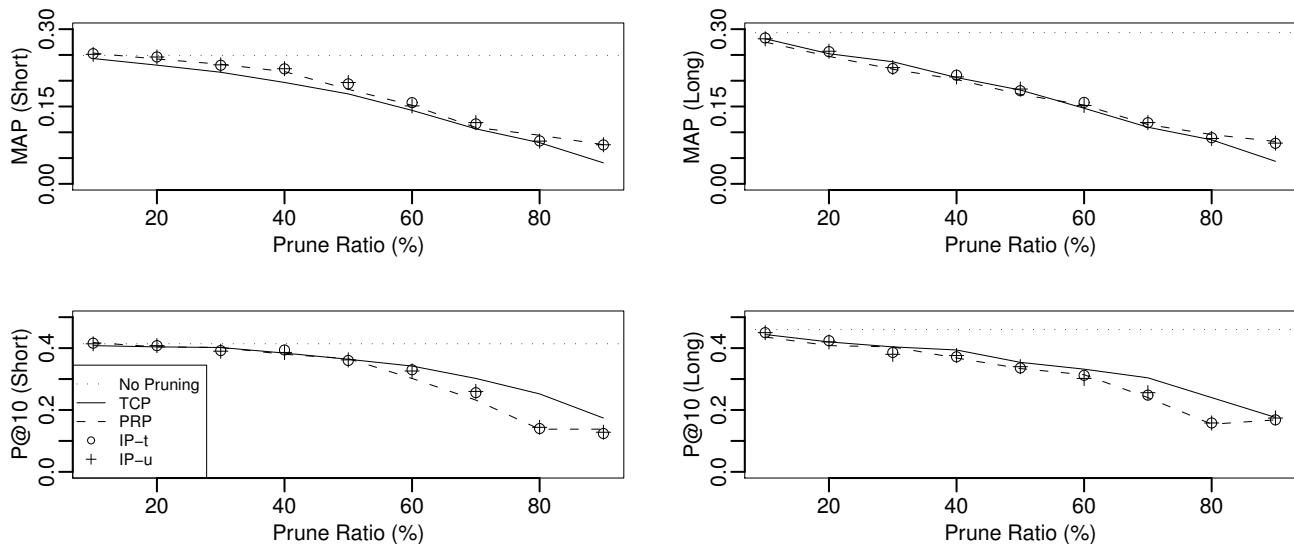 MAP (Short)
0.00 0.15 0.30
20 40 60 80
Prune Ratio (%)
MAP (Long)
0.00 0.15 0.30
20 40 60 80
Prune Ratio (%)
P@10 (Short)
0.0 0.2 0.4
No Pruning
TCP
PRP
IP−t
IP−u
20 40 60 80
Prune Ratio (%)
P@10 (Long)
0.0 0.2 0.4
20 40 60 80
Prune Ratio (%)